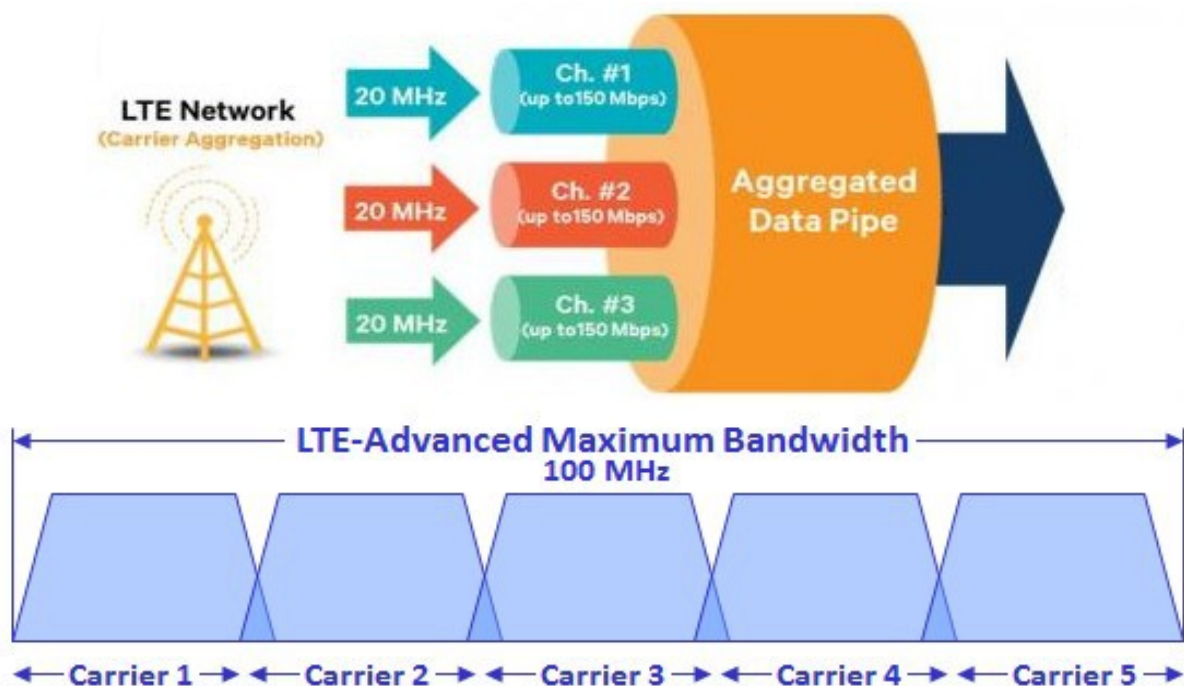 LTE Network
(Carrier Aggregation)
20 MHz
Ch. #1
(up to150 Mbps)
20 MHz
Ch. #2
(up to150 Mbps)
20 MHz
Ch. #3
(up to150 Mbps)
Aggregated
Data Pipe
LTE-Advanced Maximum Bandwidth
100 MHz
Carrier 1
Carrier 2
Carrier 3
Carrier 4
Carrier 5